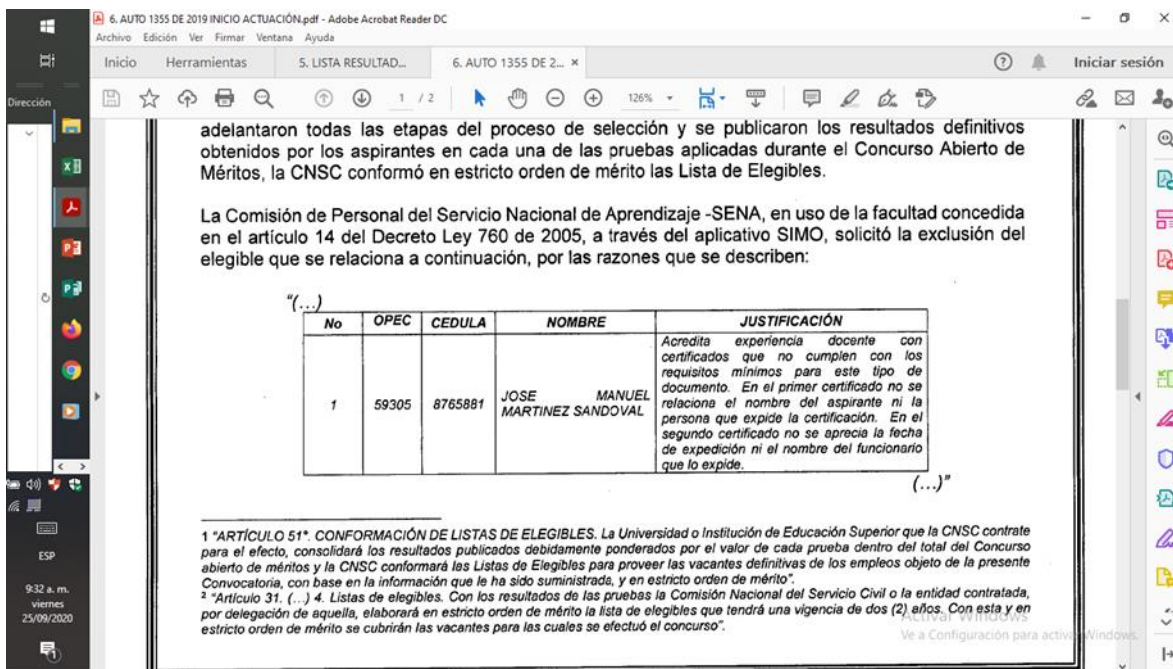 6. AUTO 1355 DE 2019 INICIO ACTUACIÓN.pdf - Adobe Acrobat Reader DC
Archivo Edición Ver Firmar Ventana Ayuda
Inicio Herramientas 5. LISTA RESULTAD... 6. AUTO 1355 DE 2... × Iniciar sesión
Dirección
1 / 2 126%
adelantaron todas las etapas del proceso de selección y se publicaron los resultados definitivos
obtenidos por los aspirantes en cada una de las pruebas aplicadas durante el Concurso Abierto de
Méritos, la CNSC conformó en estricto orden de mérito las Lista de Elegibles.
La Comisión de Personal del Servicio Nacional de Aprendizaje -SENA, en uso de la facultad concedida
en el artículo 14 del Decreto Ley 760 de 2005, a través del aplicativo SIMO, solicitó la exclusión del
elegible que se relaciona a continuación, por las razones que se describen:
"(...)
No OPEC CEDULA NOMBRE JUSTIFICACIÓN
1 59305 8765881 JOSE MANUEL
MARTINEZ SANDOVAL
Acredita experiencia docente con
certificados que no cumplen con los
requisitos mínimos para este tipo de
documento. En el primer certificado no se
relaciona el nombre del aspirante ni la
persona que expide la certificación. En el
segundo certificado no se aprecia la fecha
de expedición ni el nombre del funcionario
que lo expide.
(...)"
1 "ARTÍCULO 51°. CONFORMACIÓN DE LISTAS DE ELEGIBLES. La Universidad o Institución de Educación Superior que la CNSC contrate
para el efecto, consolidará los resultados publicados debidamente ponderados por el valor de cada prueba dentro del total del Concurso
abierto de méritos y la CNSC conformará las Listas de Elegibles para proveer las vacantes definitivas de los empleos objeto de la presente
Convocatoria, con base en la información que le ha sido suministrada, y en estricto orden de mérito".
2 "Artículo 31. (...) 4. Listas de elegibles. Con los resultados de las pruebas la Comisión Nacional del Servicio Civil o la entidad contratada,
por delegación de aquella, elaborará en estricto orden de mérito la lista de elegibles que tendrá una vigencia de dos (2) años. Con esta y en
estricto orden de mérito se cubrirán las vacantes para las cuales se efectuó el concurso".
Activar Windows
Ve a Configuración para activar Windows.
ESP
9:32 a. m.
viernes
25/09/2020